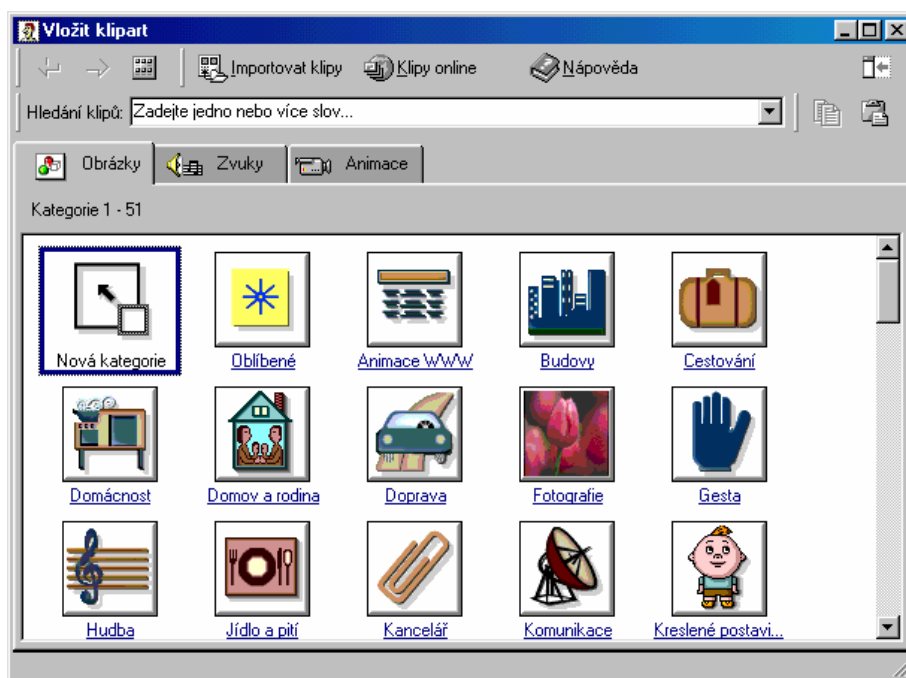 Vložit klipart
Importovat klipy Klipy online Nápověda
Hledání klipů: Zadejte jedno nebo více slov...
Obrázky Zvuky Animace
Kategorie 1 - 51
Nová kategorie Oblíbené Animace WWW Budovy Cestování
Domácnost Domov a rodina Doprava Fotografie Gesta
Hudba Jídlo a pití Kancelář Komunikace Kreslené postavi...